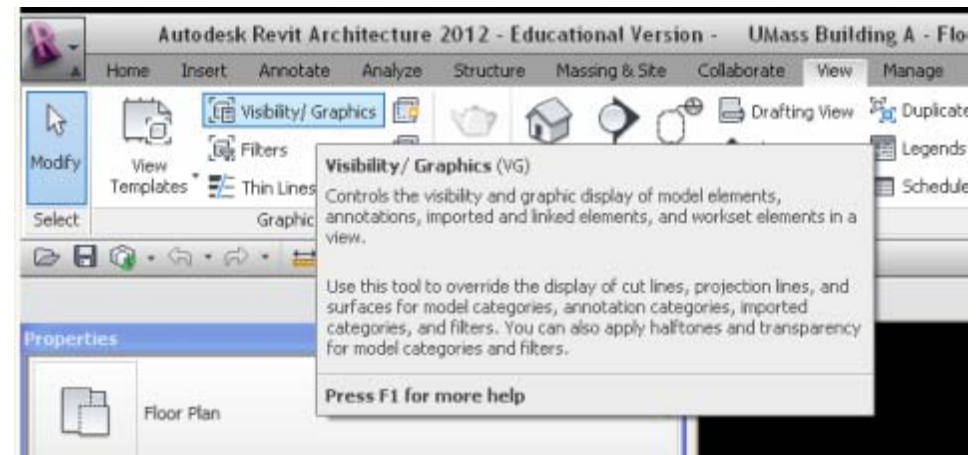 Autodesk Revit Architecture 2012 - Educational Version - UMass Building A - Flo
Home Insert Annotate Analyze Structure Massing & Site Collaborate View Manage
Modify
View
Templates
Visibility/ Graphics
Filters
Thin Lines
Drafting View
Duplicate
Legends
Schedule
Select
Graphic
Visibility/ Graphics (VG)
Controls the visibility and graphic display of model elements,
annotations, imported and linked elements, and workset elements in a
view.
Use this tool to override the display of cut lines, projection lines, and
surfaces for model categories, annotation categories, imported
categories, and filters. You can also apply halftones and transparency
for model categories and filters.
Press F1 for more help
Properties
Floor Plan